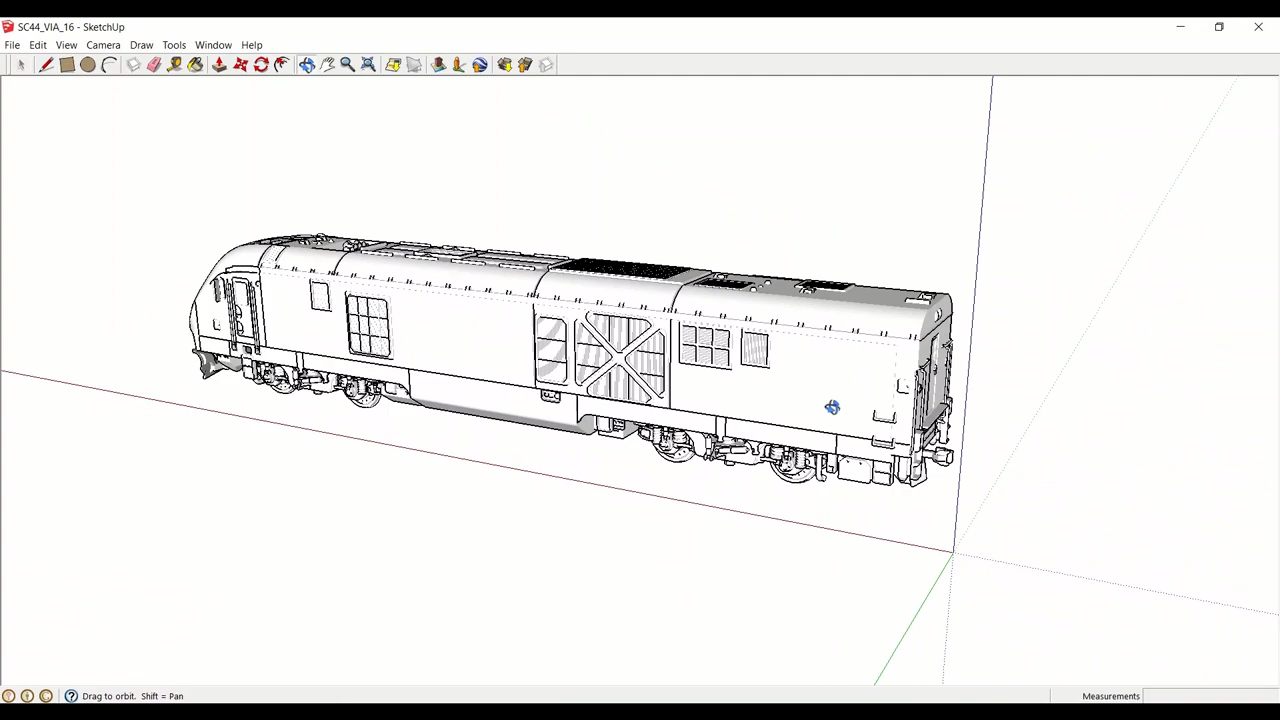 SC44_VIA_16 - SketchUp
File Edit View Camera Draw Tools Window Help
Drag to orbit. Shift = Pan
Measurements